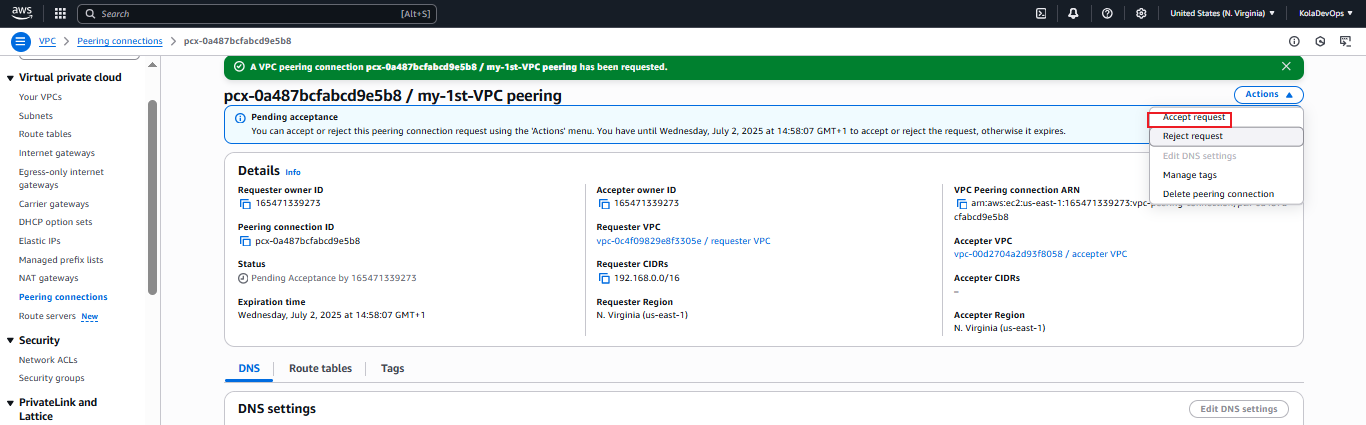 aws
Search
[Alt+S]
United States (N. Virginia)
KolaDevOps
VPC > Peering connections > pcx-0a487bcfabcd9e5b8
Virtual private cloud
Your VPCs
Subnets
Route tables
Internet gateways
Egress-only internet
gateways
Carrier gateways
DHCP option sets
Elastic IPs
Managed prefix lists
NAT gateways
Peering connections
Route servers New
Security
Network ACLs
Security groups
PrivateLink and
Lattice
A VPC peering connection pcx-0a487bcfabcd9e5b8 / my-1st-VPC peering has been requested.
pcx-0a487bcfabcd9e5b8 / my-1st-VPC peering
Actions
Accept request
Reject request
Edit DNS settings
Manage tags
Delete peering connection
Pending acceptance
You can accept or reject this peering connection request using the 'Actions' menu. You have until Wednesday, July 2, 2025 at 14:58:07 GMT+1 to accept or reject the request, otherwise it expires.
Details Info
Requester owner ID
165471339273
Peering connection ID
pcx-0a487bcfabcd9e5b8
Status
Pending Acceptance by 165471339273
Expiration time
Wednesday, July 2, 2025 at 14:58:07 GMT+1
Accepter owner ID
165471339273
Requester VPC
vpc-0c4f09829e8f3305e / requester VPC
Requester CIDRs
192.168.0.0/16
Requester Region
N. Virginia (us-east-1)
VPC Peering connection ARN
arn:aws:ec2:us-east-1:165471339273:
cfabcd9e5b8
Accepter VPC
vpc-00d2704a2d93f8058 / accepter VPC
Accepter CIDRs
–
Accepter Region
N. Virginia (us-east-1)
DNS
Route tables
Tags
DNS settings
Edit DNS settings